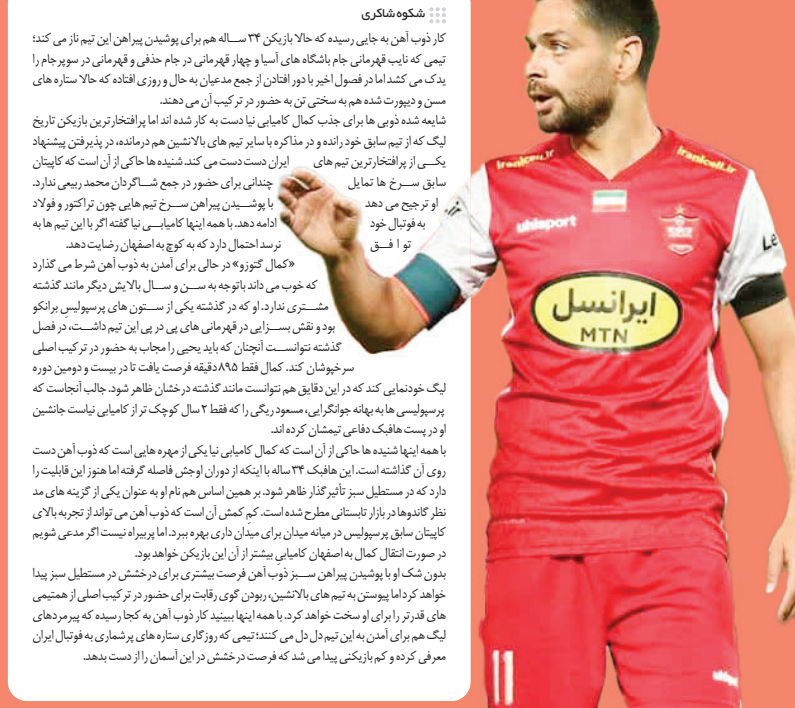 شکوه شاکری
کار ذوب آهن به جایی رسیده که حالا بازیکن ۳۴ ســاله هم برای پوشیدن پیراهن این تیم ناز می کند؛
تیمی که نایب قهرمانی جام باشگاه های آسیا و چهار قهرمانی در جام حذفی و قهرمانی در سوپرجام را
یدک می کشد اما در فصول اخیر با دور افتادن از جمع مدعیان به حال و روزی افتاده که حالا ستاره های
مسن و دیپورت شده هم به سختی تن به حضور در ترکیب آن می دهند.
شایعه شده ذوبی ها برای جذب کمال کامیابی نیا دست به کار شده اند اما پرافتخارترین بازیکن تاریخ
لیگ که از تیم سابق خود رانده و در مذاکره با سایر تیم های بالانشین هم درمانده، در پذیرفتن پیشنهاد
یکــی از پرافتخارترین تیم های ایران دست دست می کند. شنیده ها حاکی از آن است که کاپیتان
سابق ســرخ ها تمایل چندانی برای حضور در جمع شــاگردان محمد ربیعی ندارد.
او ترجیح می دهد با پوشــیدن پیراهن ســرخ تیم هایی چون تراکتور و فولاد
به فوتبال خود ادامه دهد. با همه اینها کامیابــی نیا گفته اگر با این تیم ها به
توافــق نرسد احتمال دارد که به کوچ به اصفهان رضایت دهد.
«کمال گتوزو» در حالی برای آمدن به ذوب آهن شرط می گذارد
که خوب می داند باتوجه به ســن و ســال بالایش دیگر مانند گذشته
مشــتری ندارد. او که در گذشته یکی از ســتون های پرسپولیسِ برانکو
بود و نقش بســزایی در قهرمانی های پی در پی این تیم داشــت، در فصل
گذشته نتوانســت آنچنان که باید یحیی را مجاب به حضور در ترکیب اصلی
سرخپوشان کند. کمال فقط ۸۹۵ دقیقه فرصت یافت تا در بیست و دومین دوره
لیگ خودنمایی کند که در این دقایق هم نتوانست مانند گذشته درخشان ظاهر شود. جالب آنجاست که
پرسپولیسی ها به بهانه جوانگرایی، مسعود ریگی را که فقط ۲ سال کوچک تر از کامیابی نیاست جانشین
او در پست هافبک دفاعی تیمشان کرده اند.
با همه اینها شنیده ها حاکی از آن است که کمال کامیابی نیا یکی از مهره هایی است که ذوب آهن دست
روی آن گذاشته است. این هافبک ۳۴ ساله با اینکه از دوران اوجش فاصله گرفته اما هنوز این قابلیت را
دارد که در مستطیل سبز تأثیرگذار ظاهر شود. بر همین اساس هم نام او به عنوان یکی از گزینه های مد
نظر گاندوها در بازار تابستانی مطرح شده است. کمِ کمش آن است که ذوب آهن می تواند از تجربه بالای
کاپیتان سابق پرسپولیس در میانه میدان برای میدان داری بهره ببرد. اما پربیراه نیست اگر مدعی شویم
در صورت انتقال کمال به اصفهان کامیابیِ بیشتر از آن این بازیکن خواهد بود.
بدون شک او با پوشیدن پیراهن ســبز ذوب آهن فرصت بیشتری برای درخشش در مستطیل سبز پیدا
خواهد کرد اما پیوستن به تیم های بالانشین، ربودن گوی رقابت برای حضور در ترکیب اصلی از همتیمی
های قدرتر را برای او سخت خواهد کرد. با همه اینها ببینید کار ذوب آهن به کجا رسیده که پیرمردهای
لیگ هم برای آمدن به این تیم دل دل می کنند؛ تیمی که روزگاری ستاره های پرشماری به فوتبال ایران
معرفی کرده و کم بازیکنی پیدا می شد که فرصت درخشش در این آسمان را از دست بدهد.
irancell.ir
irancell.ir
uhlsport
ایرانسل
MTN
11
uhlsport